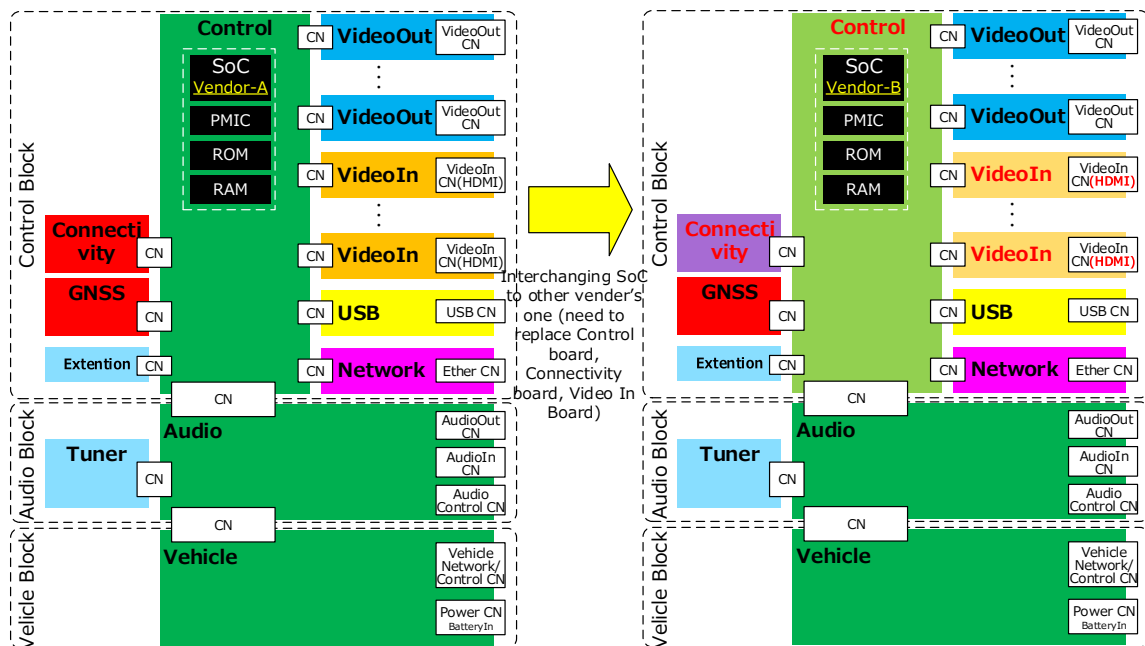 Control Block
Control
SoC
Vendor-A
PMIC
ROM
RAM
CN
VideoOut
VideoOut
CN
CN
VideoOut
VideoOut
CN
CN
VideoIn
VideoIn
CN(HDMI)
CN
VideoIn
VideoIn
CN(HDMI)
CN
USB
USB CN
CN
Network
Ether CN
Connecti
vity
CN
GNSS
CN
Extention
CN
CN
Audio Block
Audio
Tuner
CN
AudioOut
CN
AudioIn
CN
Audio
Control CN
CN
Velicle Block
Vehicle
Vehicle
Network/
Control CN
Power CN
BatteryIn
Interchanging SoC
to other vender's
one (need to
replace Control
board,
Connectivity
board, Video In
Board)
Control Block
Control
SoC
Vendor-B
PMIC
ROM
RAM
CN
VideoOut
VideoOut
CN
CN
VideoOut
VideoOut
CN
CN
VideoIn
VideoIn
CN(HDMI)
CN
VideoIn
VideoIn
CN(HDMI)
CN
USB
USB CN
CN
Network
Ether CN
Connecti
vity
CN
GNSS
CN
Extention
CN
CN
Audio Block
Audio
Tuner
CN
AudioOut
CN
AudioIn
CN
Audio
Control CN
CN
Velicle Block
Vehicle
Vehicle
Network/
Control CN
Power CN
BatteryIn